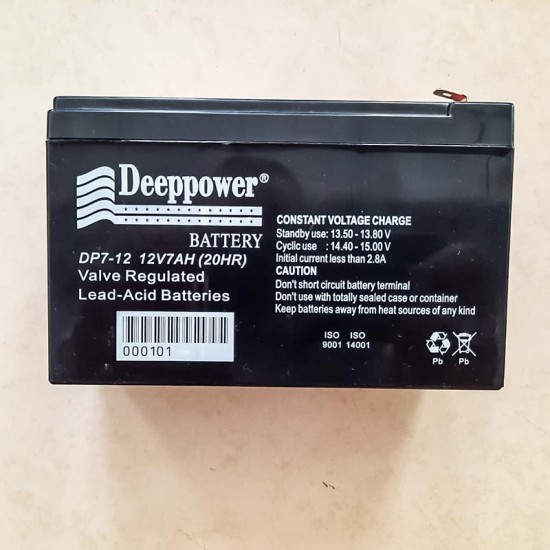 Deeppower®
BATTERY
DP7-12 12V7AH (20HR)
Valve Regulated
Lead-Acid Batteries
000101
CONSTANT VOLTAGE CHARGE
Standby use: 13.50 - 13.80 V
Cyclic use : 14.40 - 15.00 V
Initial current less than 2.8A
CAUTION
Don't short circuit battery terminal
Don't use with totally sealed case or container
Keep batteries away from heat sources of any kind
ISO ISO
9001 14001
Pb Pb